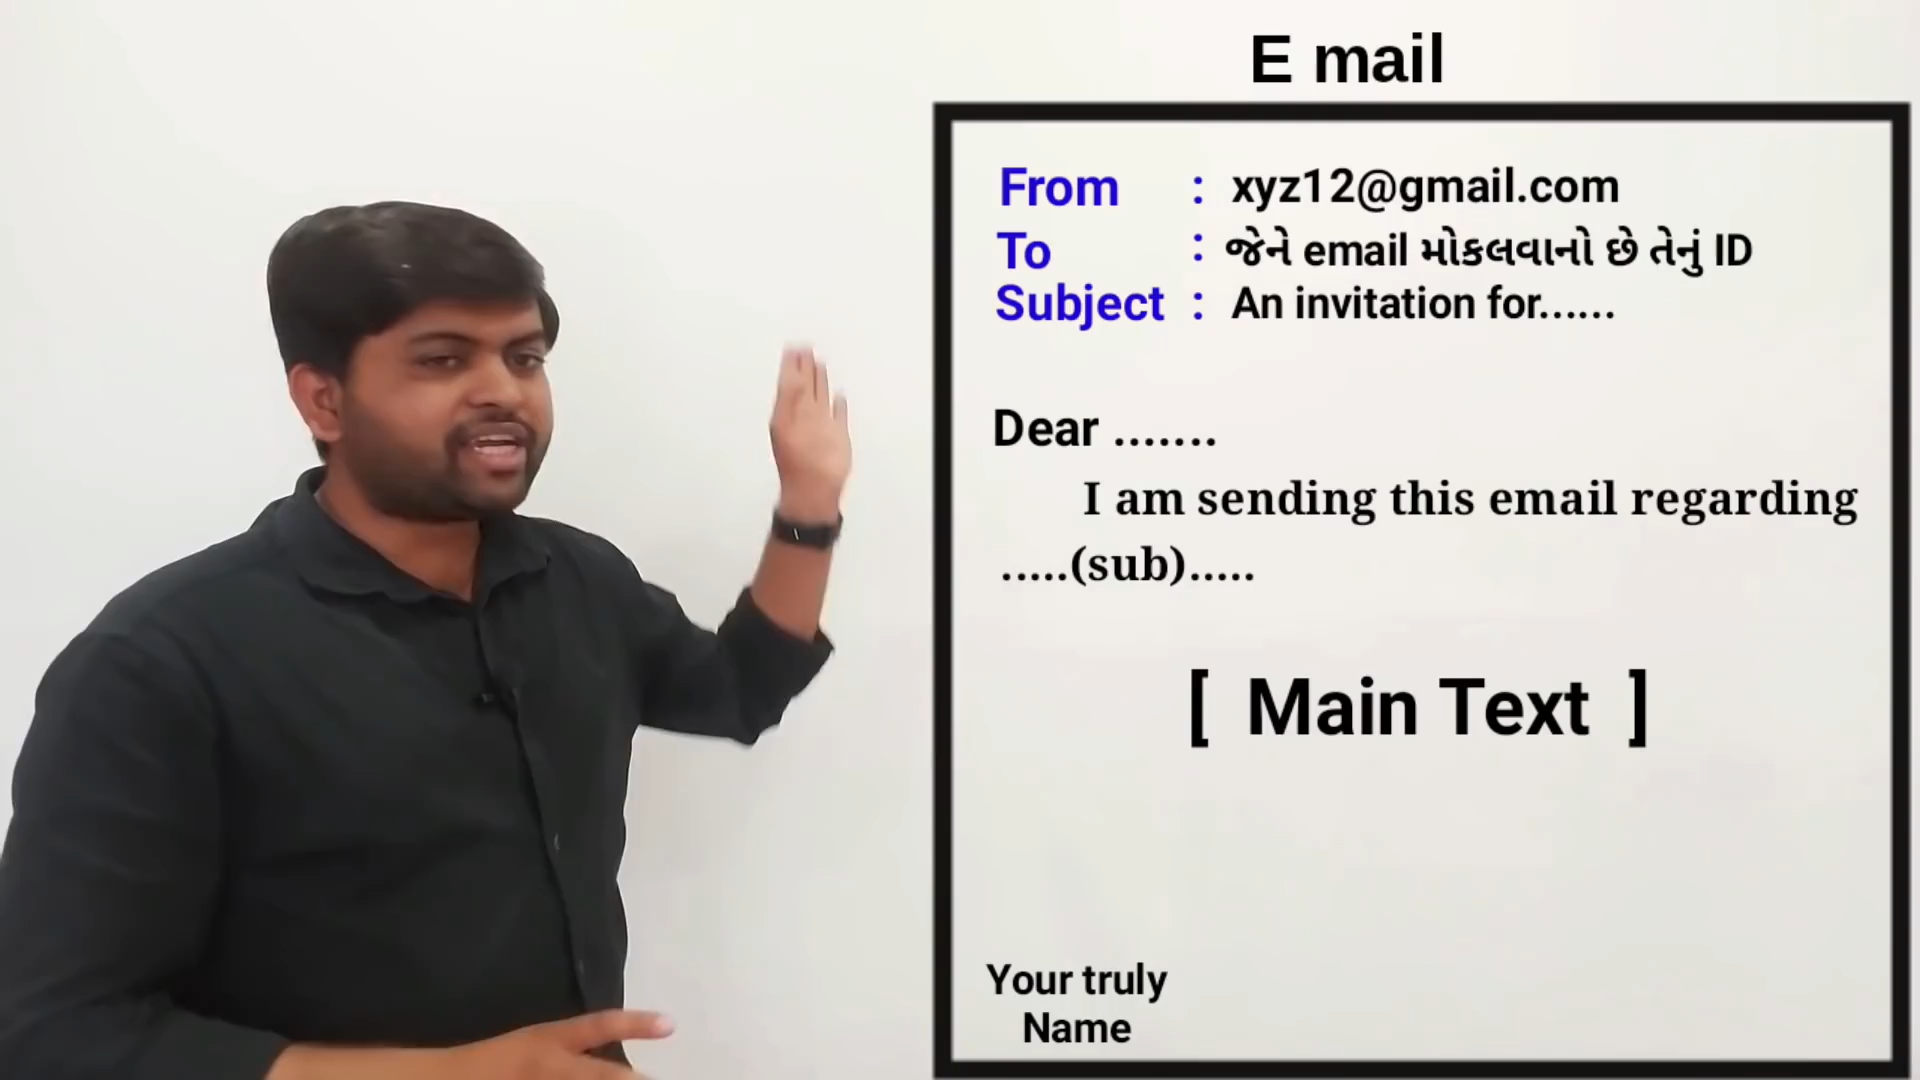 E mail
From : xyz12@gmail.com
To : જેને email મોકલવાનો છે તેનું ID
Subject : An invitation for......
Dear .......
I am sending this email regarding
.....(sub).....
[ Main Text ]
Your truly
Name